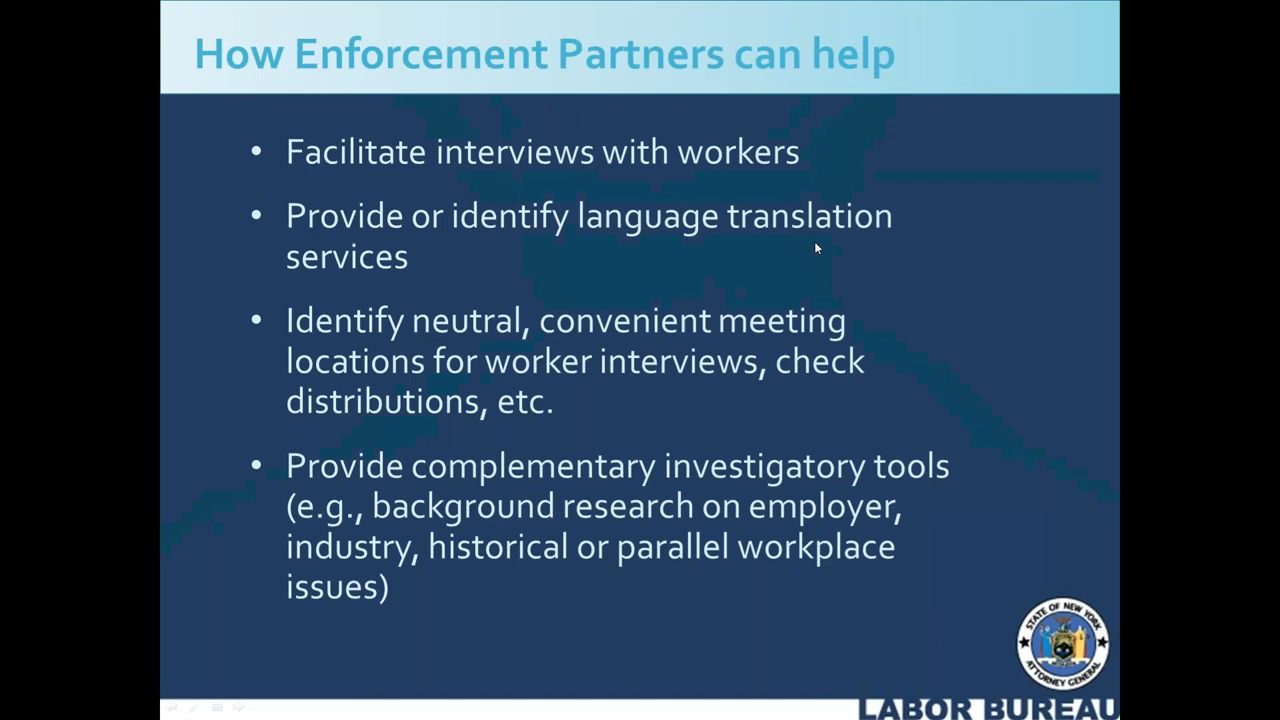 How Enforcement Partners can help
• Facilitate interviews with workers
• Provide or identify language translation
services
• Identify neutral, convenient meeting
locations for worker interviews, check
distributions, etc.
• Provide complementary investigatory tools
(e.g., background research on employer,
industry, historical or parallel workplace
issues)
STATE OF NEW YORK
ATTORNEY GENERAL
LABOR BUREAU